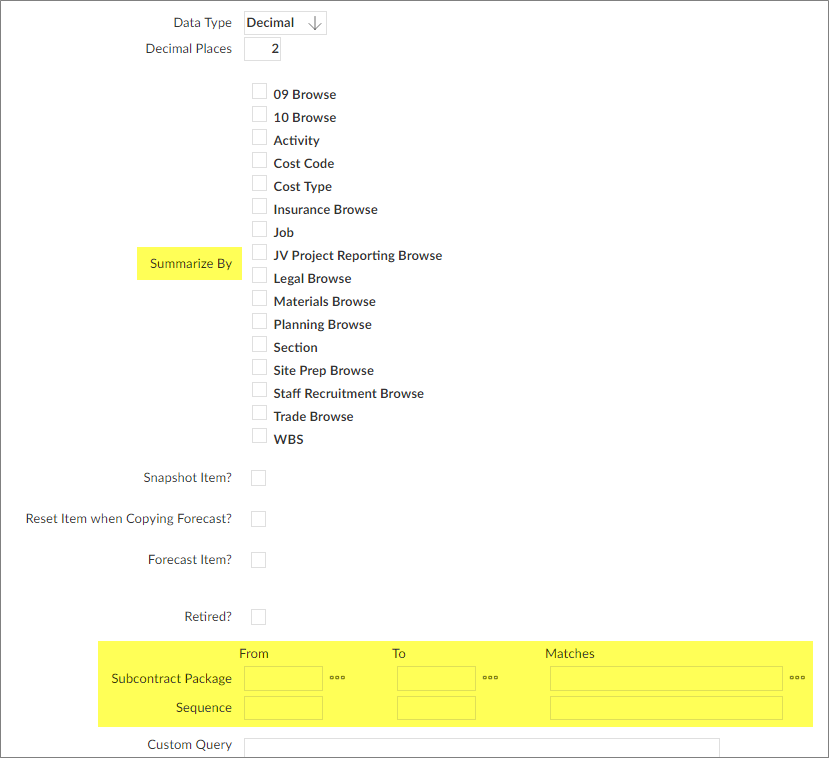 Data Type Decimal
Decimal Places 2
09 Browse
10 Browse
Activity
Cost Code
Cost Type
Insurance Browse
Job
JV Project Reporting Browse
Summarize By
Legal Browse
Materials Browse
Planning Browse
Section
Site Prep Browse
Staff Recruitment Browse
Trade Browse
WBS
Snapshot Item?
Reset Item when Copying Forecast?
Forecast Item?
Retired?
From To Matches
Subcontract Package
Sequence
Custom Query